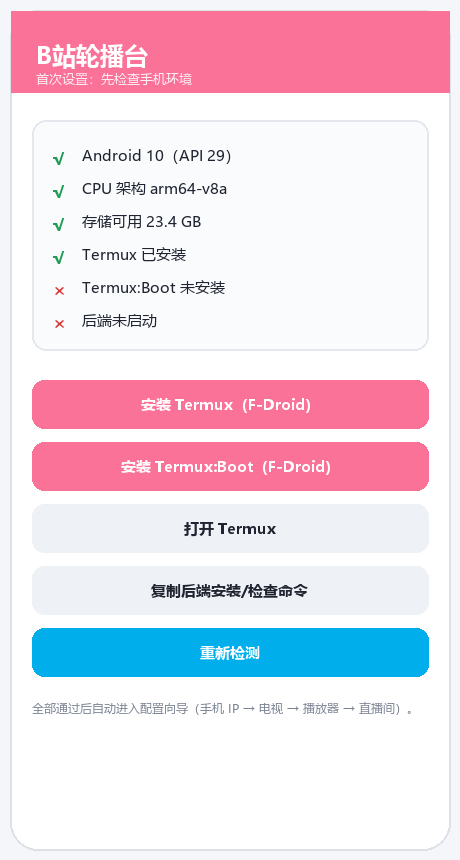 B站轮播台
首次设置：先检查手机环境
√ Android 10（API 29）
√ CPU 架构 arm64-v8a
√ 存储可用 23.4 GB
√ Termux 已安装
× Termux:Boot 未安装
× 后端未启动
安装 Termux（F-Droid）
安装 Termux:Boot（F-Droid）
打开 Termux
复制后端安装/检查命令
重新检测
全部通过后自动进入配置向导（手机 IP → 电视 → 播放器 → 直播间）。